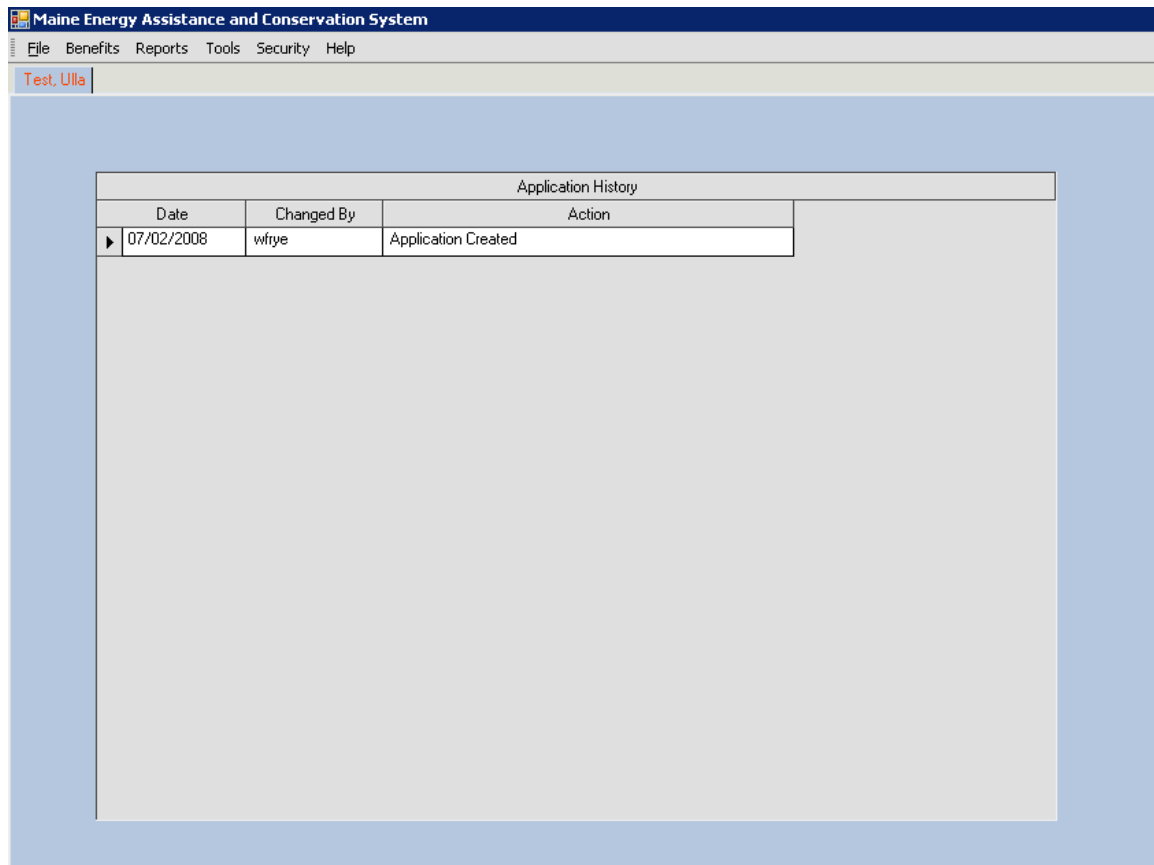 Maine Energy Assistance and Conservation System
File Benefits Reports Tools Security Help
Test, Ulla
Application History
Date Changed By Action
07/02/2008 wfrye Application Created